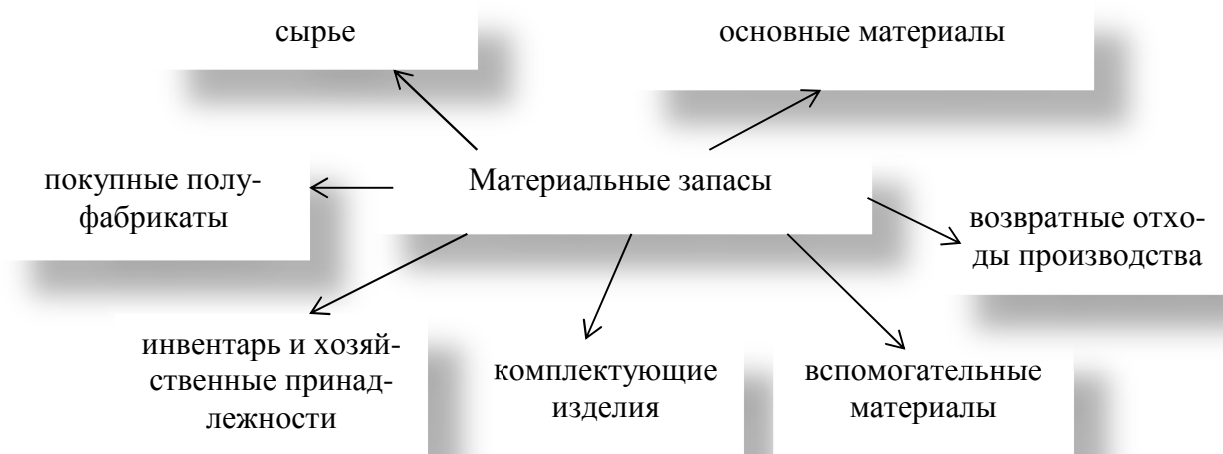 сырье
основные материалы
Материальные запасы
покупные полу-
фабрикаты
возвратные отхо-
ды производства
инвентарь и хозяй-
ственные принад-
лежности
комплектующие
изделия
вспомогательные
материалы